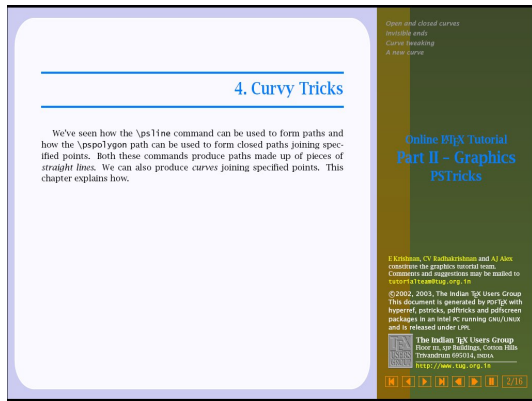 4. Curvy Tricks
We've seen how the \psline command can be used to form paths and
how the \pspolygon path can be used to form closed paths joining spec-
ified points. Both these commands produce paths made up of pieces of
straight lines. We can also produce curves joining specified points. This
chapter explains how.
Open and closed curves
Invisible ends
Curve tweaking
A new curve
Online LATEX Tutorial
Part II – Graphics
PSTricks
E Krishnan, CV Radhakrishnan and AJ Alex
constitute the graphics tutorial team.
Comments and suggestions may be mailed to
tutorialteam@tug.org.in
©2002, 2003, The Indian TEX Users Group
This document is generated by PDFTEX with
hyperref, pstricks, pdftricks and pdfscreen
packages in an intel PC running GNU/LINUX
and is released under LPPL
The Indian TEX Users Group
Floor III, SJP Buildings, Cotton Hills
Trivandrum 695014, INDIA
http://www.tug.org.in
2/16